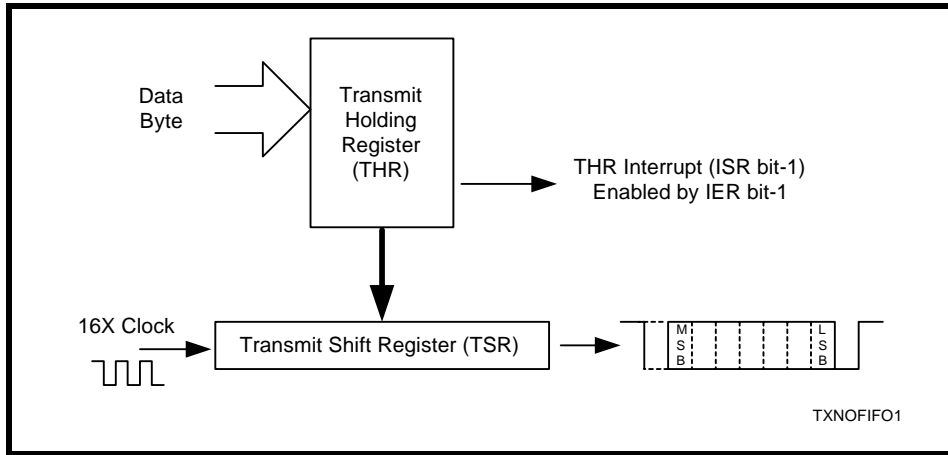 Data
Byte
Transmit
Holding
Register
(THR)
THR Interrupt (ISR bit-1)
Enabled by IER bit-1
16X Clock
Transmit Shift Register (TSR)
M
S
B
L
S
B
TXNOFIFO1